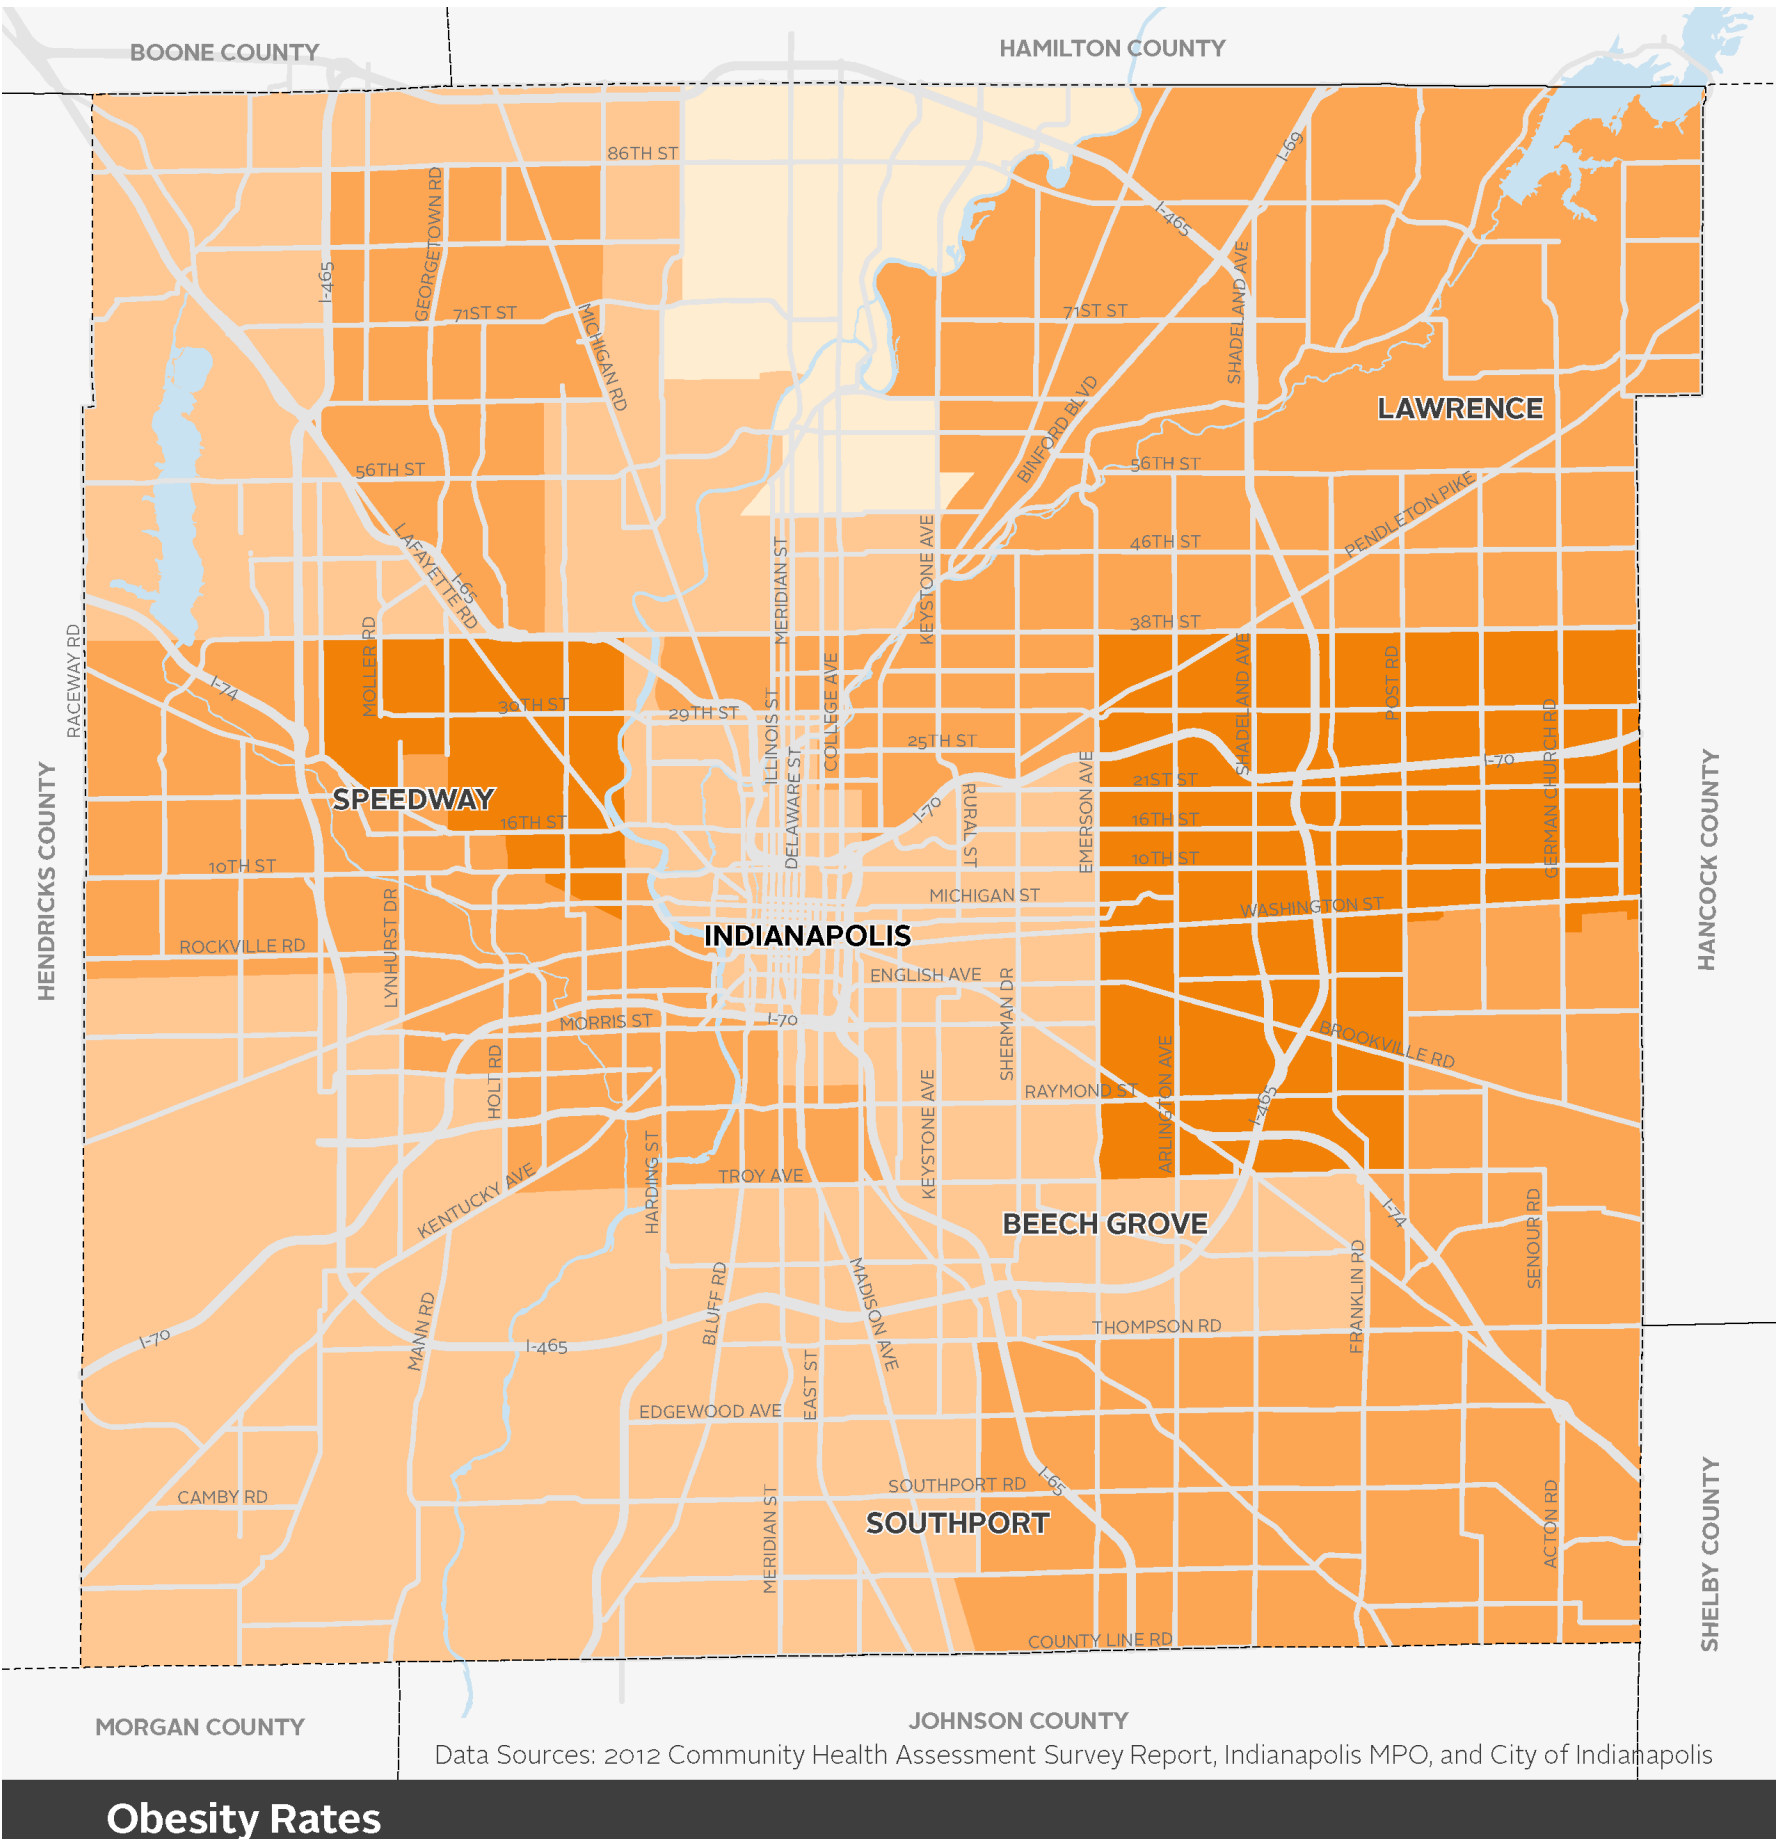 BOONE COUNTY
HAMILTON COUNTY
86TH ST
I-69
GEORGETOWN RD
I-465
I-465
SHADELAND AVE
71ST ST
MICHIGAN RD
71ST ST
BINFORD BLVD
LAWRENCE
56TH ST
56TH ST
PENDLETON PIKE
LAFAYETTE RD
I-65
MERIDIAN ST
KEYSTONE AVE
46TH ST
RACEWAY RD
MOLLER RD
38TH ST
SHADELAND AVE
POST RD
I-74
30TH ST
29TH ST
ILLINOIS ST
COLLEGE AVE
25TH ST
GERMAN CHURCH RD
I-70
HENDRICKS COUNTY
HANCOCK COUNTY
SPEEDWAY
DELAWARE ST
I-70
RURAL ST
EMERSON AVE
21ST ST
16TH ST
16TH ST
10TH ST
10TH ST
LYNHURST DR
MICHIGAN ST
WASHINGTON ST
INDIANAPOLIS
ROCKVILLE RD
ENGLISH AVE
SHERMAN DR
MORRIS ST
I-70
BROOKVILLE RD
HOLT RD
KEYSTONE AVE
RAYMOND ST
ARLINGTON AVE
I-465
HARDING ST
TROY AVE
KENTUCKY AVE
BEECH GROVE
I-74
SENOUR RD
FRANKLIN RD
MANN RD
BLUFF RD
MADISON AVE
I-70
I-465
THOMPSON RD
EAST ST
EDGEWOOD AVE
CAMBY RD
SOUTHPORT RD
I-65
MERIDIAN ST
SOUTHPORT
ACTON RD
SHELBY COUNTY
COUNTY LINE RD
MORGAN COUNTY
JOHNSON COUNTY
Data Sources: 2012 Community Health Assessment Survey Report, Indianapolis MPO, and City of Indianapolis
Obesity Rates